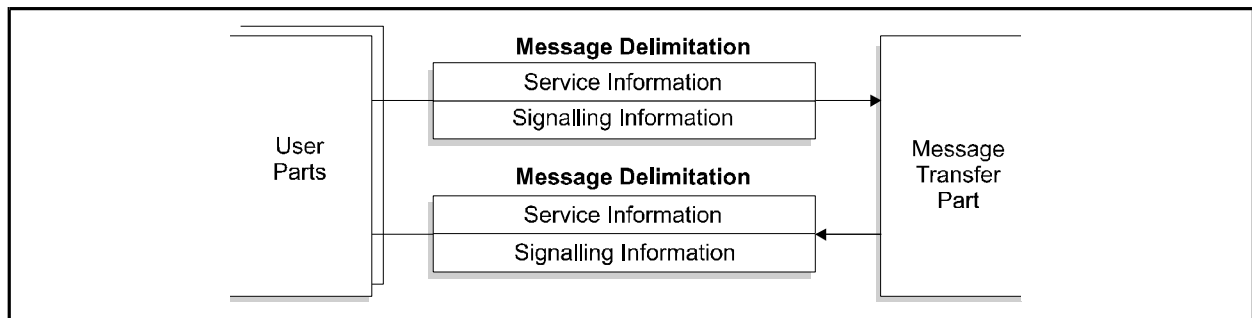 Message Delimitation
Service Information
Signalling Information
User
Parts
Message
Transfer
Part
Message Delimitation
Service Information
Signalling Information